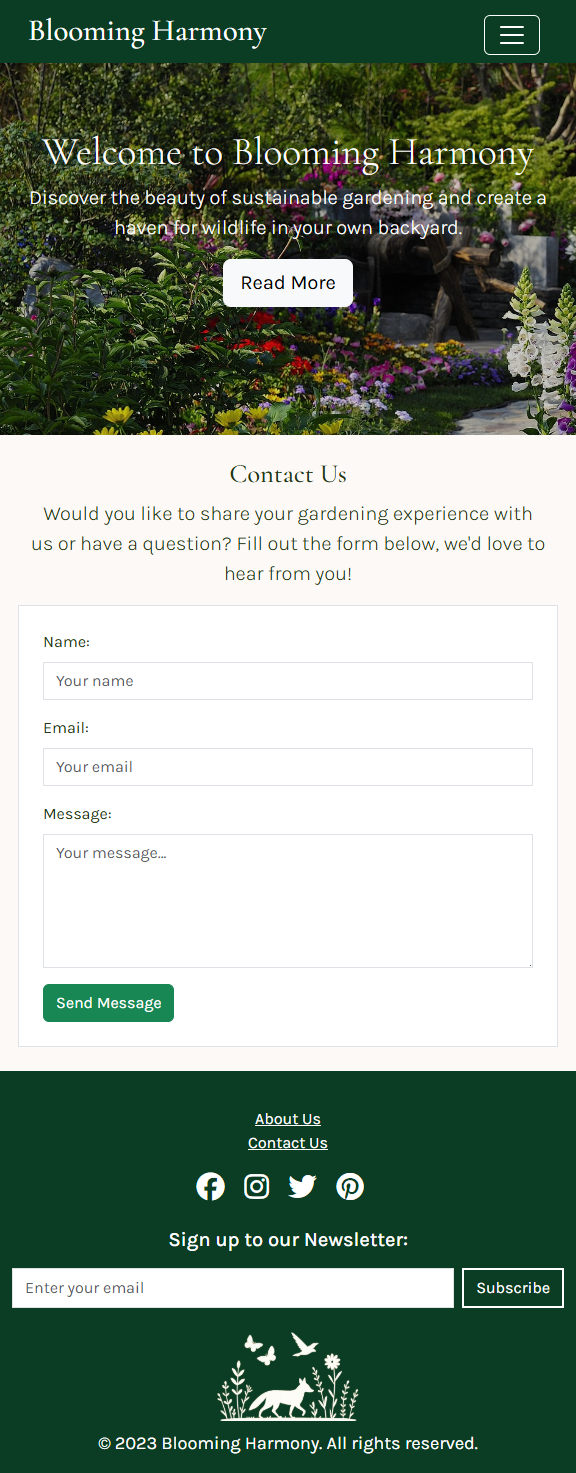 Blooming Harmony
Welcome to Blooming Harmony
Discover the beauty of sustainable gardening and create a
haven for wildlife in your own backyard.
Read More
Contact Us
Would you like to share your gardening experience with
us or have a question? Fill out the form below, we'd love to
hear from you!
Name:
Your name
Email:
Your email
Message:
Your message...
Send Message
About Us
Contact Us
Sign up to our Newsletter:
Enter your email
Subscribe
© 2023 Blooming Harmony. All rights reserved.